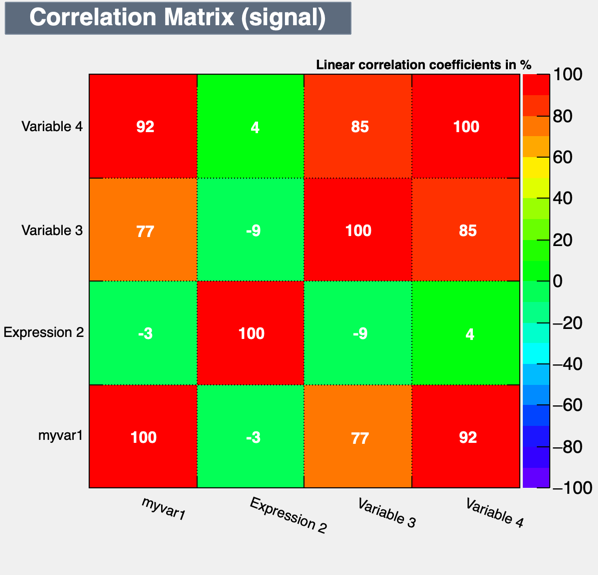 Correlation Matrix (signal)
Linear correlation coefficients in %
Variable 4 92 4 85 100
Variable 3 77 -9 100 85
Expression 2 -3 100 -9 4
myvar1 100 -3 77 92
myvar1 Expression 2 Variable 3 Variable 4
100
80
60
40
20
0
−20
−40
−60
−80
−100